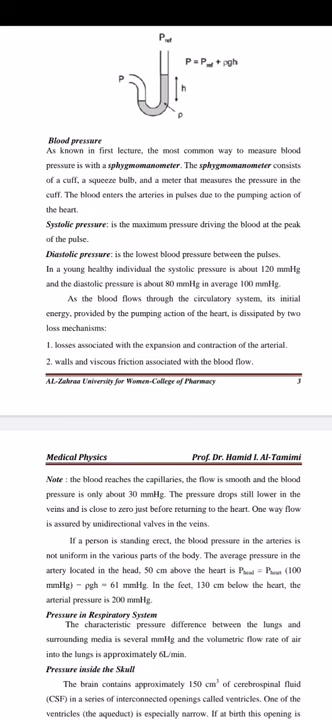 P_ref
P = P_ref + ρgh
P
h
ρ
Blood pressure
As known in first lecture, the most common way to measure blood
pressure is with a sphygmomanometer. The sphygmomanometer consists
of a cuff, a squeeze bulb, and a meter that measures the pressure in the
cuff. The blood enters the arteries in pulses due to the pumping action of
the heart.
Systolic pressure: is the maximum pressure driving the blood at the peak
of the pulse.
Diastolic pressure: is the lowest blood pressure between the pulses.
In a young healthy individual the systolic pressure is about 120 mmHg
and the diastolic pressure is about 80 mmHg in average 100 mmHg.
As the blood flows through the circulatory system, its initial
energy, provided by the pumping action of the heart, is dissipated by two
loss mechanisms:
1. losses associated with the expansion and contraction of the arterial.
2. walls and viscous friction associated with the blood flow.
AL-Zahraa University for Women-College of Pharmacy 3
Medical Physics Prof. Dr. Hamid I. Al-Tamimi
Note : the blood reaches the capillaries, the flow is smooth and the blood
pressure is only about 30 mmHg. The pressure drops still lower in the
veins and is close to zero just before returning to the heart. One way flow
is assured by unidirectional valves in the veins.
If a person is standing erect, the blood pressure in the arteries is
not uniform in the various parts of the body. The average pressure in the
artery located in the head, 50 cm above the heart is P_head = P_heart (100
mmHg) − ρgh = 61 mmHg. In the feet, 130 cm below the heart, the
arterial pressure is 200 mmHg.
Pressure in Respiratory System
The characteristic pressure difference between the lungs and
surrounding media is several mmHg and the volumetric flow rate of air
into the lungs is approximately 6L/min.
Pressure inside the Skull
The brain contains approximately 150 cm³ of cerebrospinal fluid
(CSF) in a series of interconnected openings called ventricles. One of the
ventricles (the aqueduct) is especially narrow. If at birth this opening is